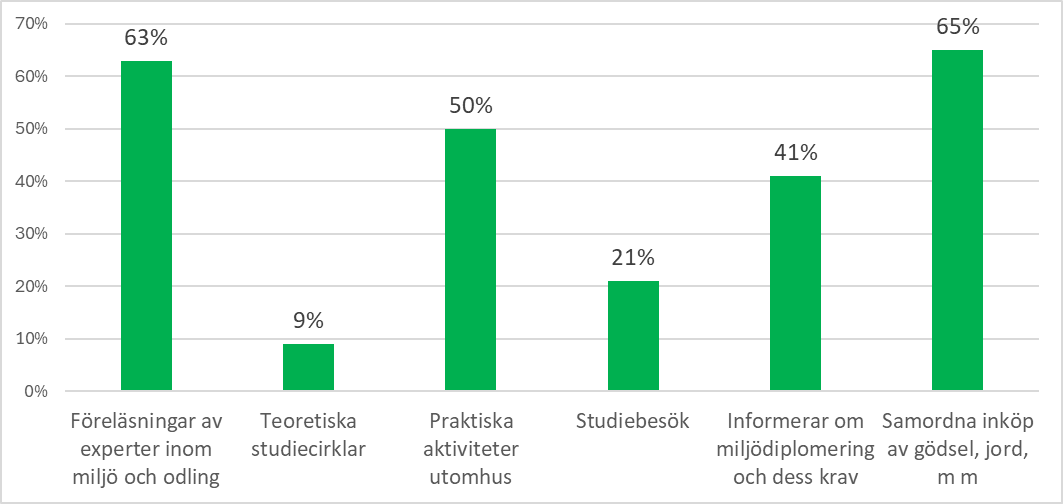 70%
60%
50%
40%
30%
20%
10%
0%
63%
9%
50%
21%
41%
65%
Föreläsningar av
experter inom
miljö och odling
Teoretiska
studiecirklar
Praktiska
aktiviteter
utomhus
Studiebesök
Informerar om
miljödiplomering
och dess krav
Samordna inköp
av gödsel, jord,
m m